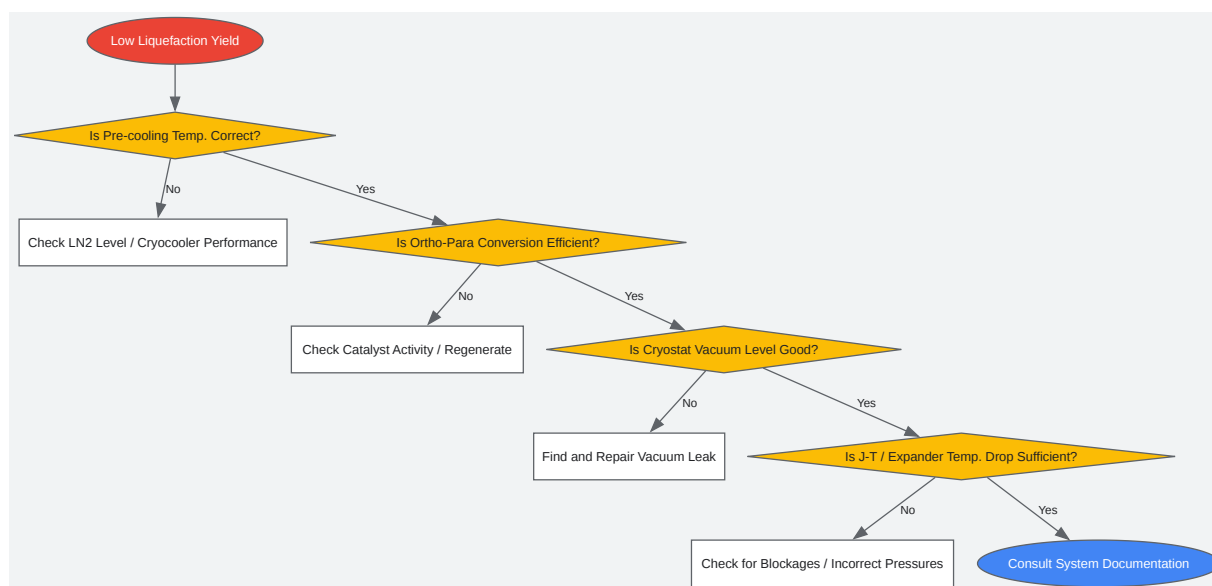 Low Liquefaction Yield
Is Pre-cooling Temp. Correct?
No
Yes
Check LN2 Level / Cryocooler Performance
Is Ortho-Para Conversion Efficient?
No
Yes
Check Catalyst Activity / Regenerate
Is Cryostat Vacuum Level Good?
No
Yes
Find and Repair Vacuum Leak
Is J-T / Expander Temp. Drop Sufficient?
No
Yes
Check for Blockages / Incorrect Pressures
Consult System Documentation